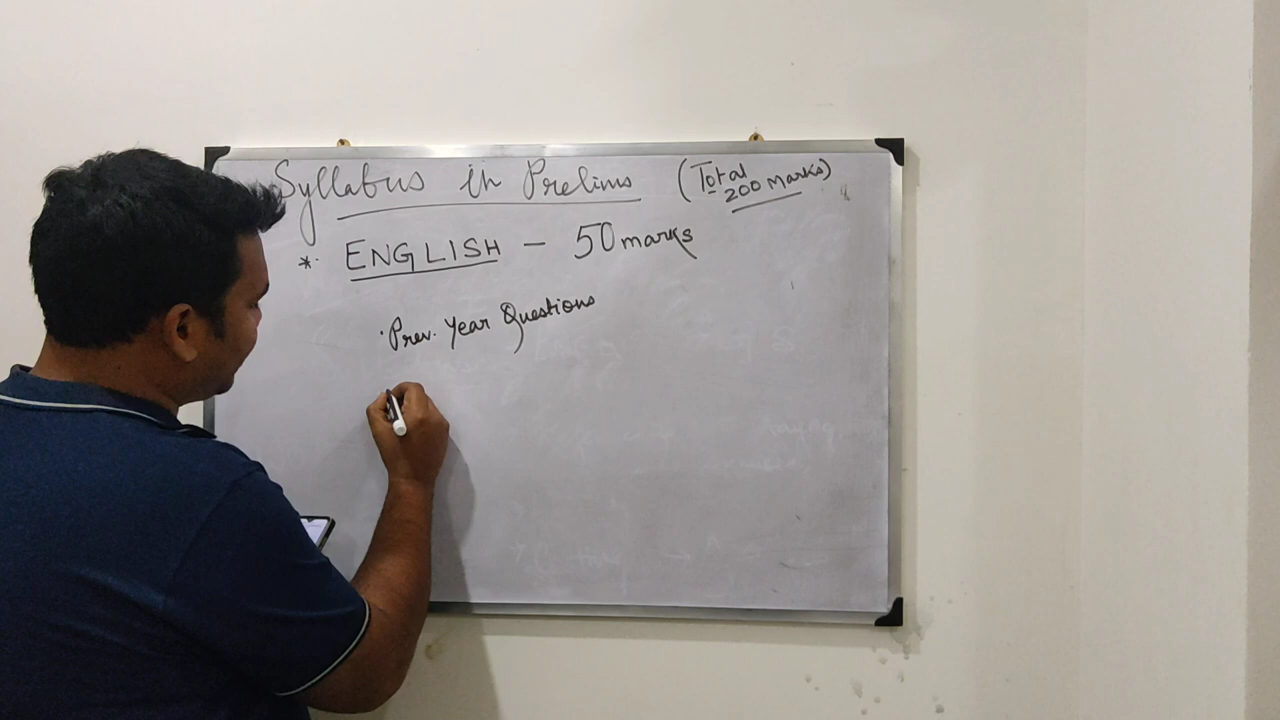 Syllabus in Prelims (Total 200 marks)
* ENGLISH - 50 marks
· Prev. Year Questions